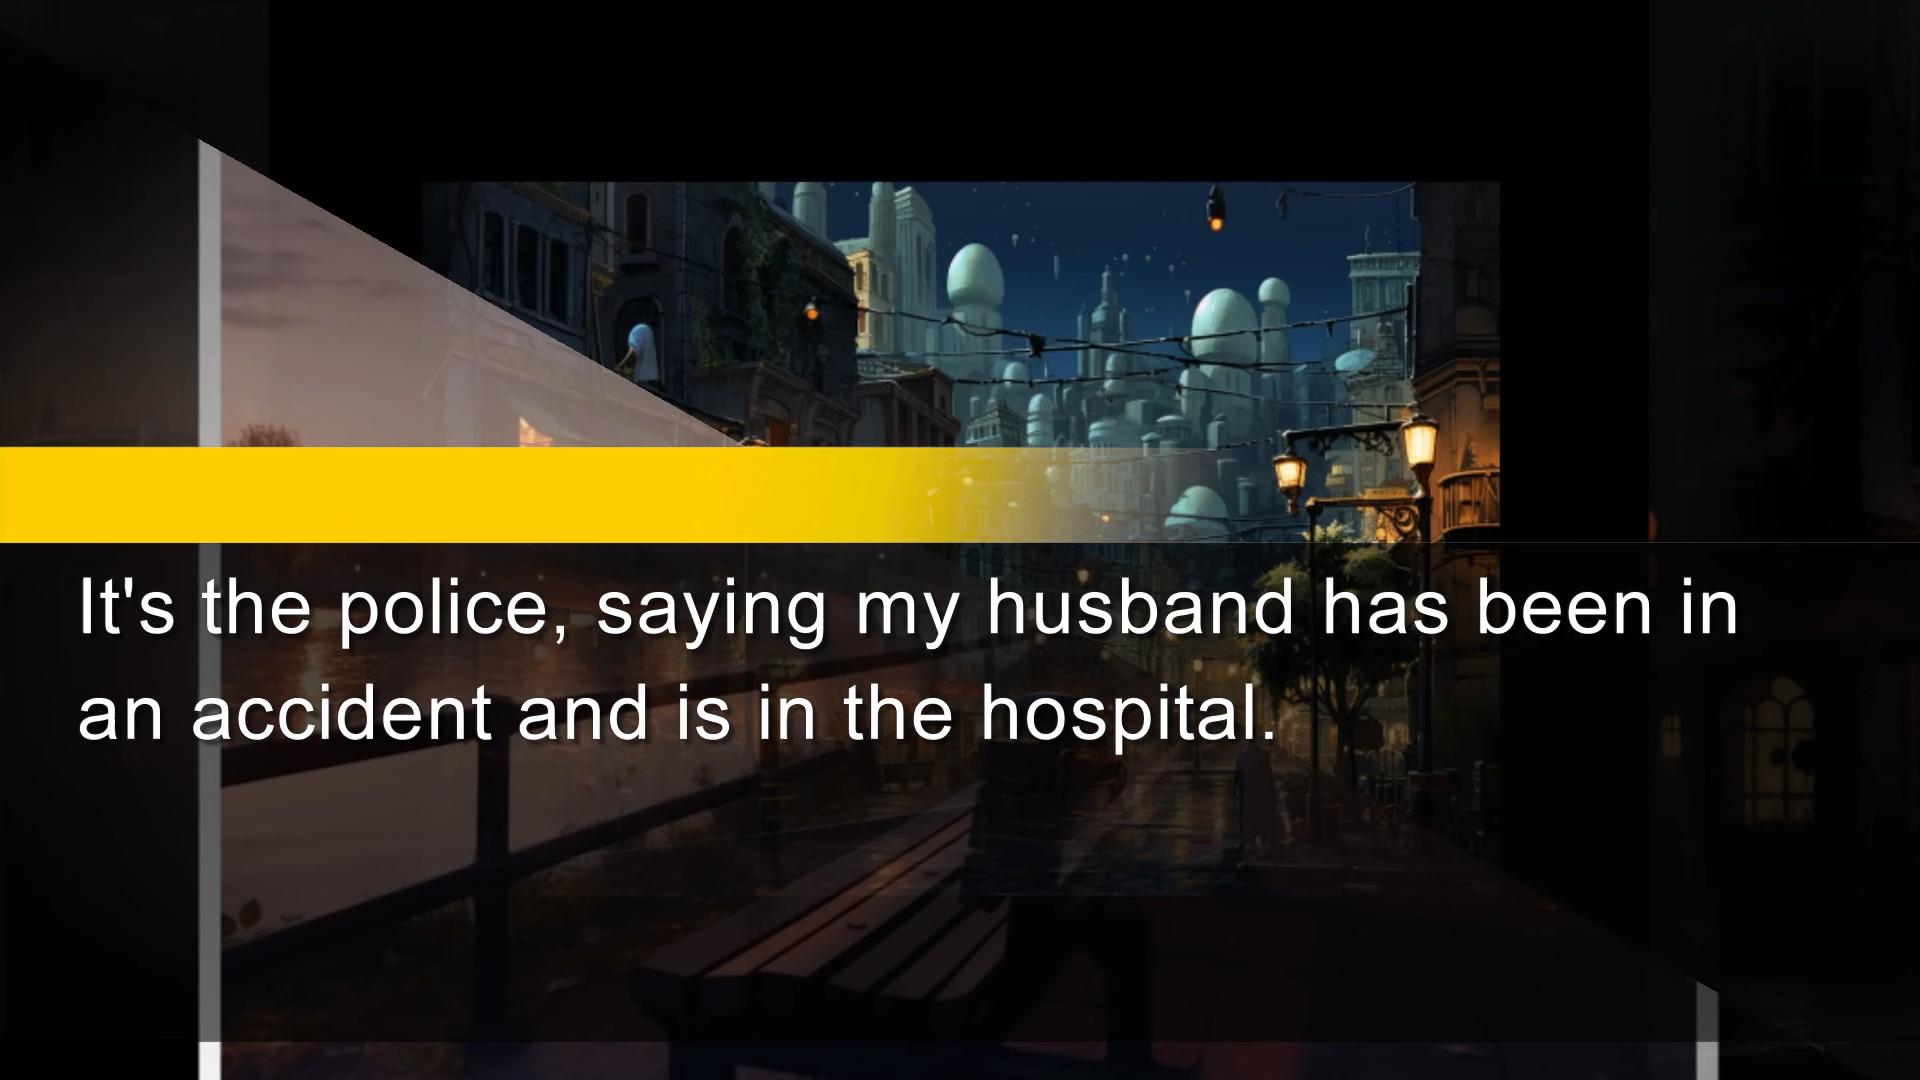 It's the police, saying my husband has been in
an accident and is in the hospital.